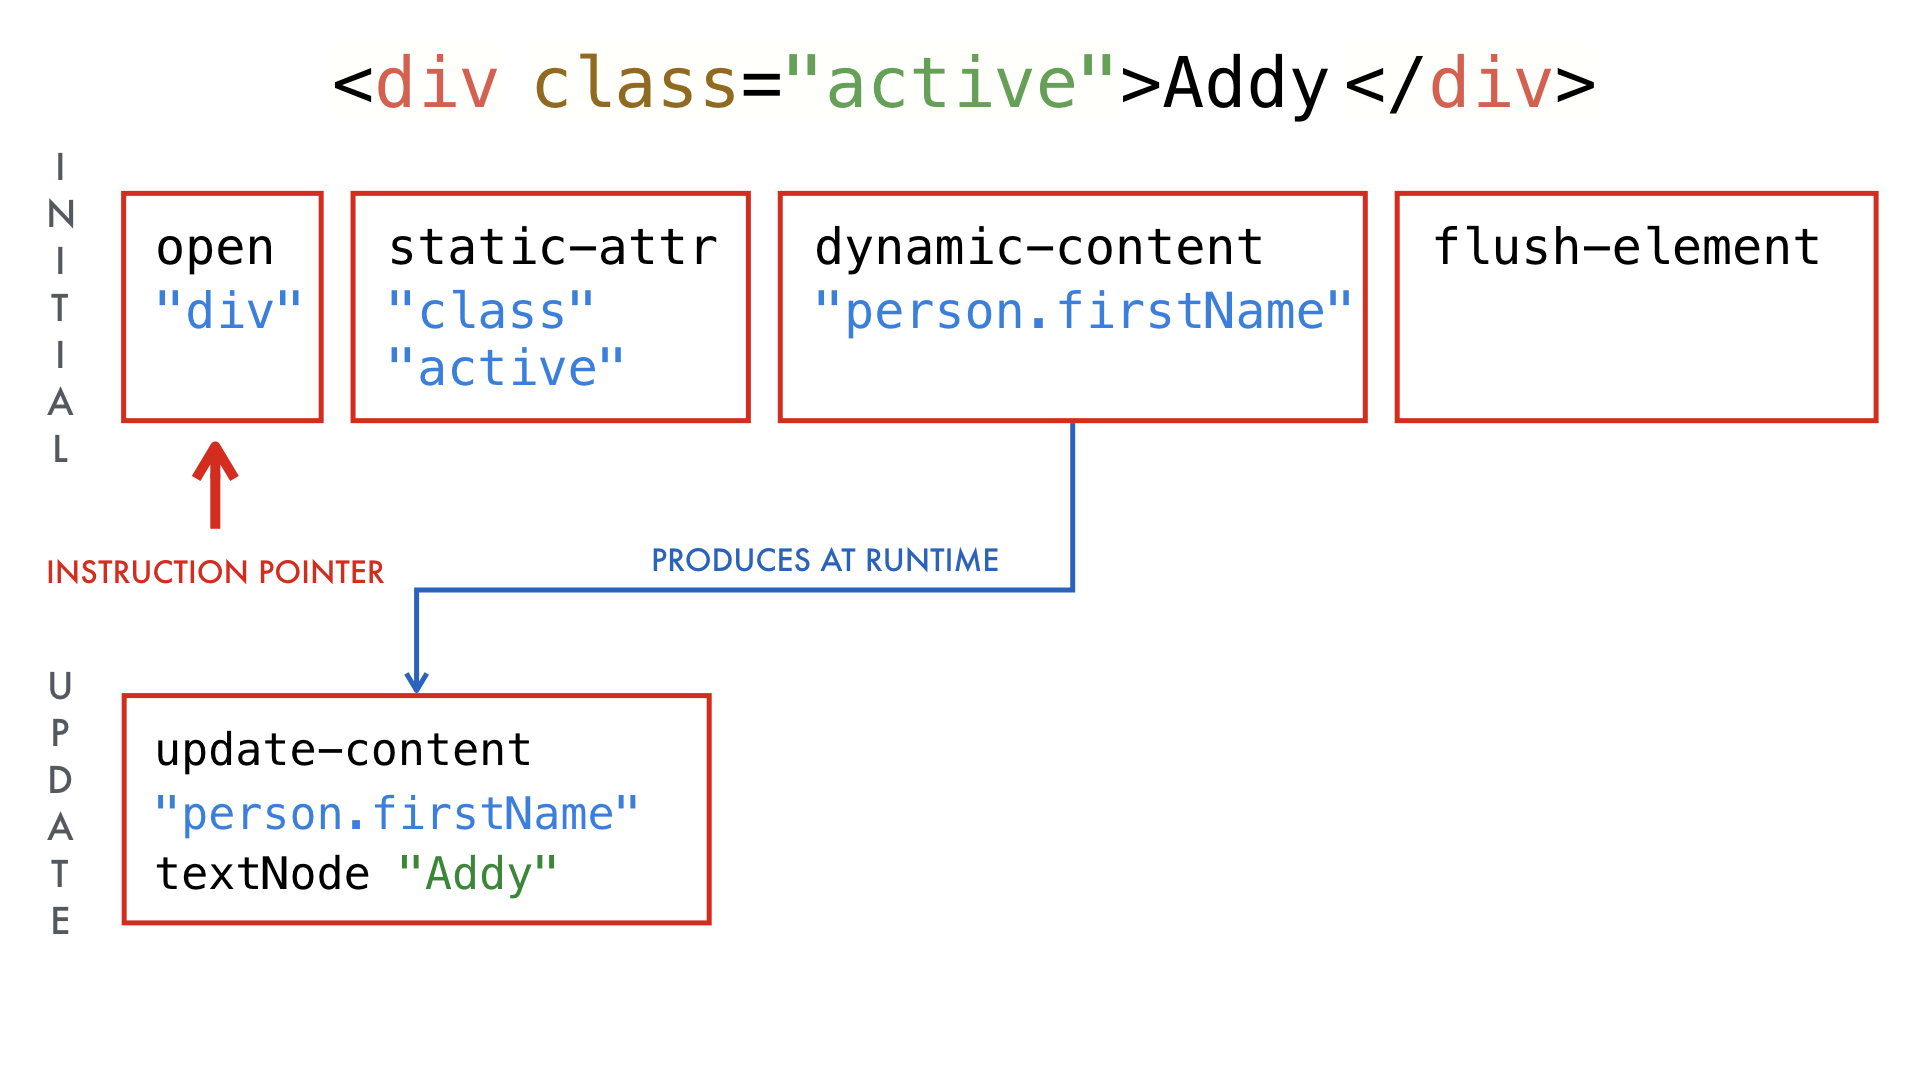 <div class="active">Addy</div>
INITIAL
open
"div"
static-attr
"class"
"active"
dynamic-content
"person.firstName"
flush-element
INSTRUCTION POINTER
PRODUCES AT RUNTIME
UPDATE
update-content
"person.firstName"
textNode "Addy"